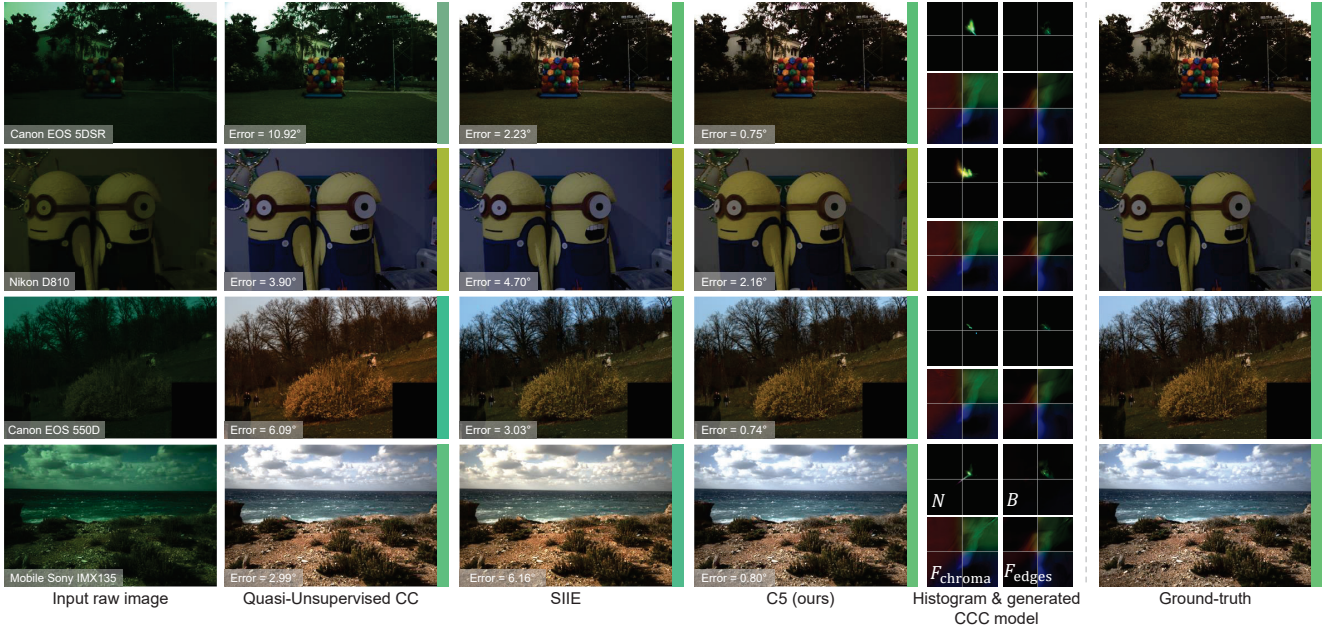 Canon EOS 5DSR
Error = 10.92°
Error = 2.23°
Error = 0.75°
Nikon D810
Error = 3.90°
Error = 4.70°
Error = 2.16°
Canon EOS 550D
Error = 6.09°
Error = 3.03°
Error = 0.74°
N
B
Mobile Sony IMX135
Error = 2.99°
Error = 6.16°
Error = 0.80°
Fchroma
Fedges
Input raw image
Quasi-Unsupervised CC
SIIE
C5 (ours)
Histogram & generated
CCC model
Ground-truth